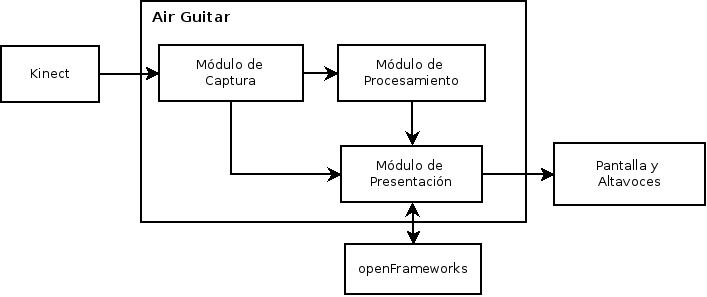 Air Guitar
Kinect
Módulo de
Captura
Módulo de
Procesamiento
Módulo de
Presentación
Pantalla y
Altavoces
openFrameworks